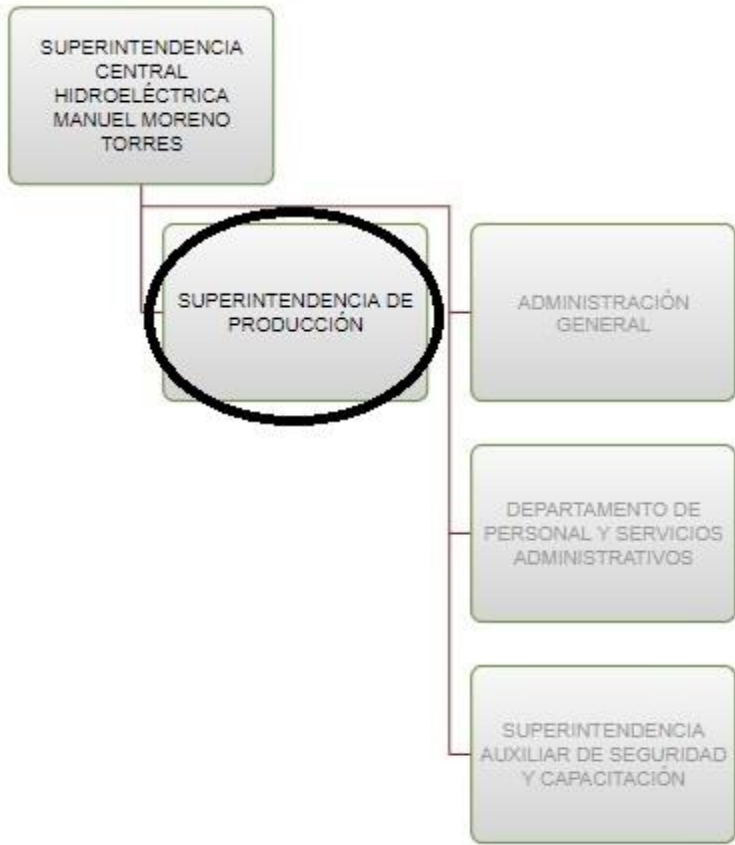 SUPERINTENDENCIA
CENTRAL
HIDROELÉCTRICA
MANUEL MORENO
TORRES
SUPERINTENDENCIA DE
PRODUCCIÓN
ADMINISTRACIÓN
GENERAL
DEPARTAMENTO DE
PERSONAL Y SERVICIOS
ADMINISTRATIVOS
SUPERINTENDENCIA
AUXILIAR DE SEGURIDAD
Y CAPACITACIÓN